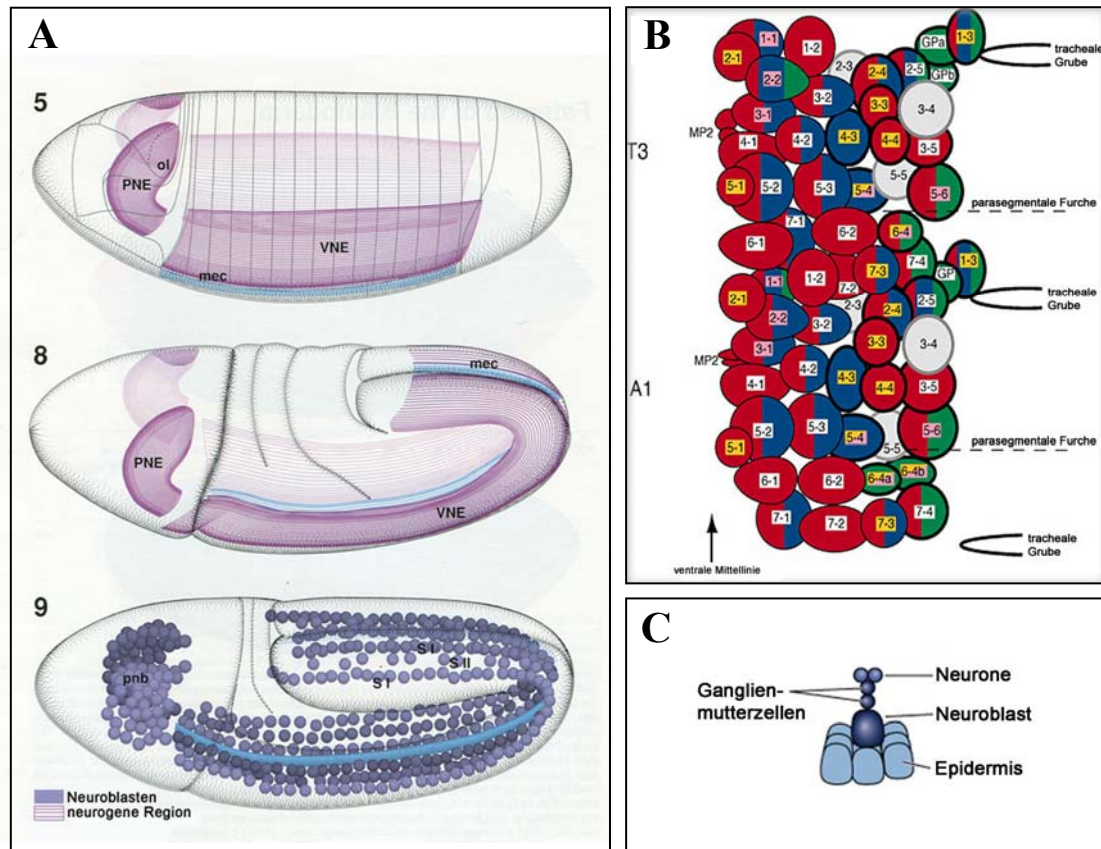 A
5
PNE
ol
VNE
mec
8
mec
PNE
VNE
9
pnb
S I
S II
S I
Neuroblasten
neurogene Region
B
T3
A1
1-1
1-2
GPa
1-3
tracheale
Grube
2-1
2-3
2-4
2-5
GPb
2-2
3-2
3-3
3-4
3-1
MP2
4-1
4-2
4-3
4-4
3-5
5-5
5-1
5-2
5-3
5-4
5-6
parasegmentale Furche
7-1
6-1
6-2
6-4
7-4
1-1
1-2
7-3
GP
1-3
7-2
2-1
2-3
2-4
2-5
tracheale
Grube
2-2
3-2
3-3
3-4
3-1
MP2
4-2
4-1
4-3
4-4
3-5
5-2
5-3
5-4
5-6
5-1
5-5
parasegmentale Furche
6-1
6-2
6-4a
6-4b
7-1
7-2
7-3
7-4
tracheale
Grube
ventrale Mittellinie
C
Neurone
Ganglien-
mutterzellen
Neuroblast
Epidermis